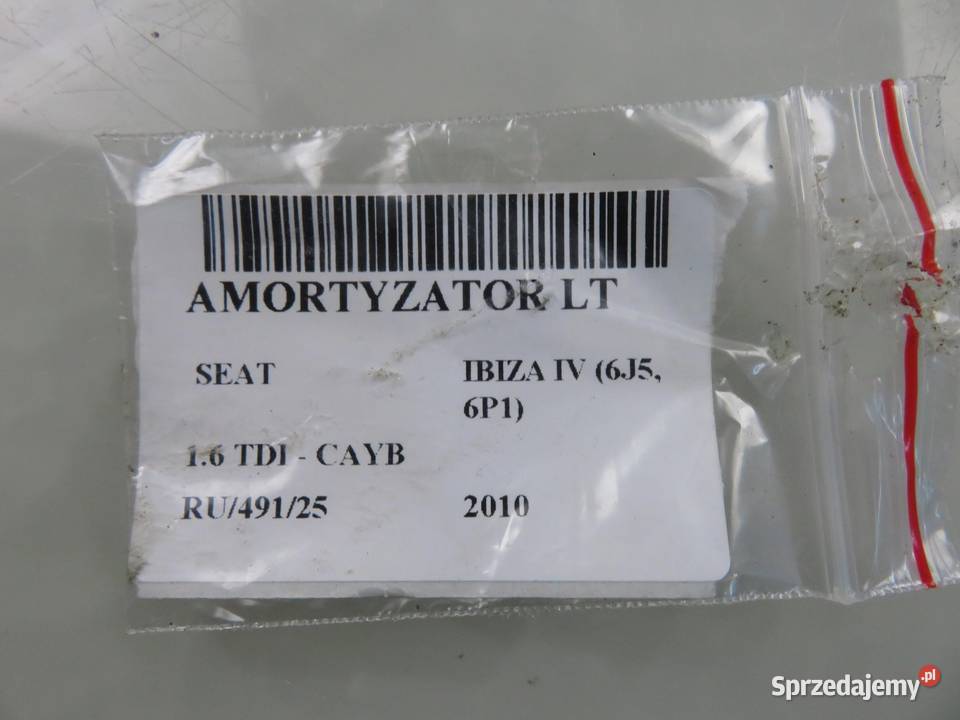 AMORTYZATOR LT
SEAT IBIZA IV (6J5,
6P1)
1.6 TDI - CAYB
RU/491/25 2010
Sprzedajemy.pl